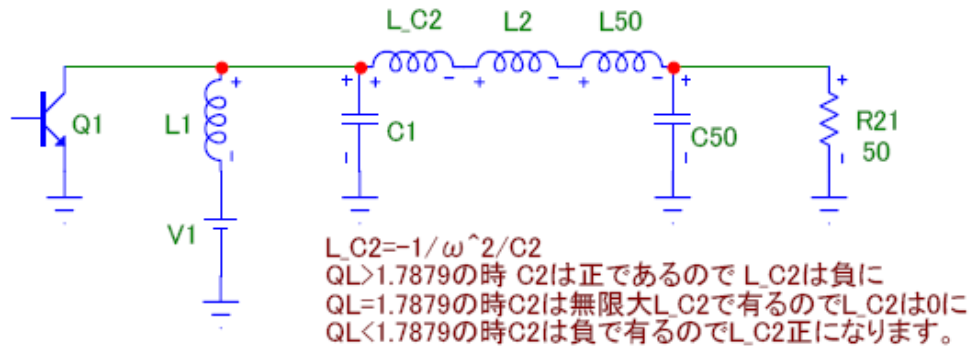 L_C2 L2 L50
Q1 L1 C1 C50 R21
50
V1
L_C2=-1/ω^2/C2
QL>1.7879の時 C2は正であるので L_C2は負に
QL=1.7879の時C2は無限大L_C2で有るのでL_C2は0に
QL<1.7879の時C2は負で有るのでL_C2正になります。